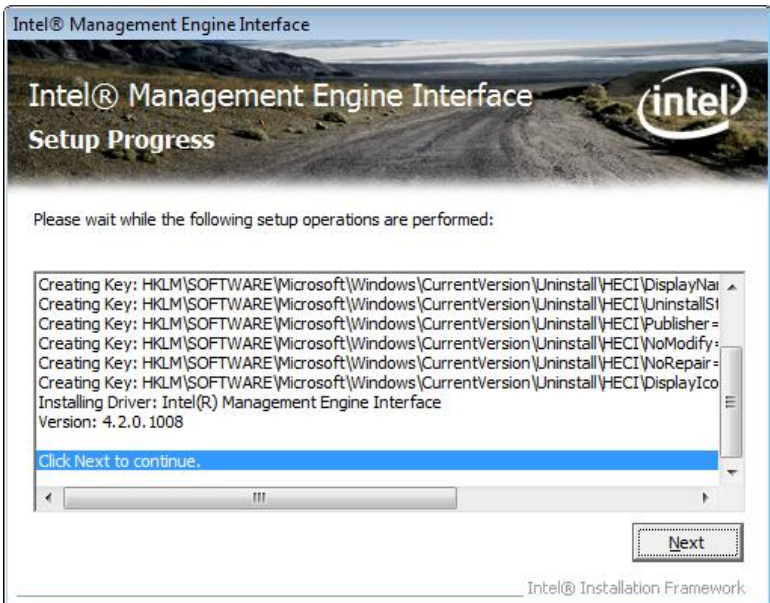 Intel® Management Engine Interface
Intel® Management Engine Interface
intel
Setup Progress
Please wait while the following setup operations are performed:
Creating Key: HKLM\SOFTWARE\Microsoft\Windows\CurrentVersion\Uninstall\HECI\DisplayNa
Creating Key: HKLM\SOFTWARE\Microsoft\Windows\CurrentVersion\Uninstall\HECI\UninstallSt
Creating Key: HKLM\SOFTWARE\Microsoft\Windows\CurrentVersion\Uninstall\HECI\Publisher=
Creating Key: HKLM\SOFTWARE\Microsoft\Windows\CurrentVersion\Uninstall\HECI\NoModify=
Creating Key: HKLM\SOFTWARE\Microsoft\Windows\CurrentVersion\Uninstall\HECI\NoRepair=
Creating Key: HKLM\SOFTWARE\Microsoft\Windows\CurrentVersion\Uninstall\HECI\DisplayIco
Installing Driver: Intel(R) Management Engine Interface
Version: 4.2.0.1008
Click Next to continue.
Next
Intel® Installation Framework